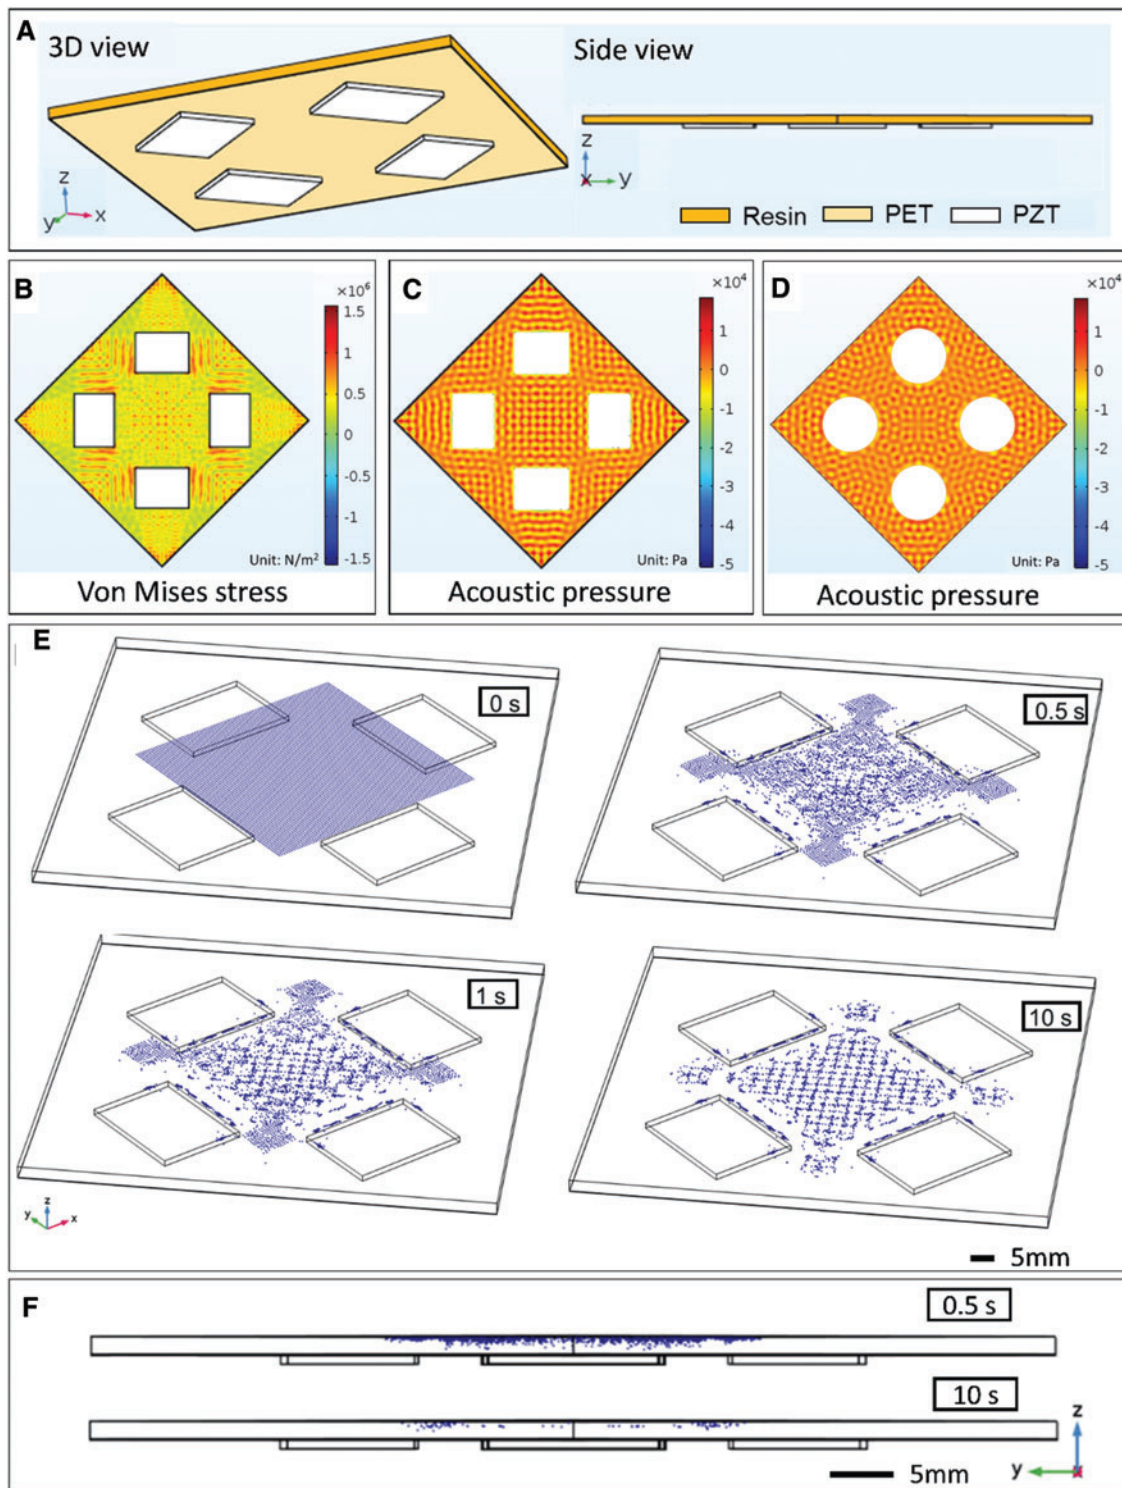 A
3D view
Side view
z
y
x
z
x
y
Resin
PET
PZT
B
×10⁶
1.5
1
0.5
0
-0.5
-1
-1.5
Unit: N/m²
Von Mises stress
C
×10⁴
1
0
-1
-2
-3
-4
-5
Unit: Pa
Acoustic pressure
D
×10⁴
1
0
-1
-2
-3
-4
-5
Unit: Pa
Acoustic pressure
E
0 s
0.5 s
1 s
10 s
z
y
x
5mm
F
0.5 s
10 s
z
y
x
5mm